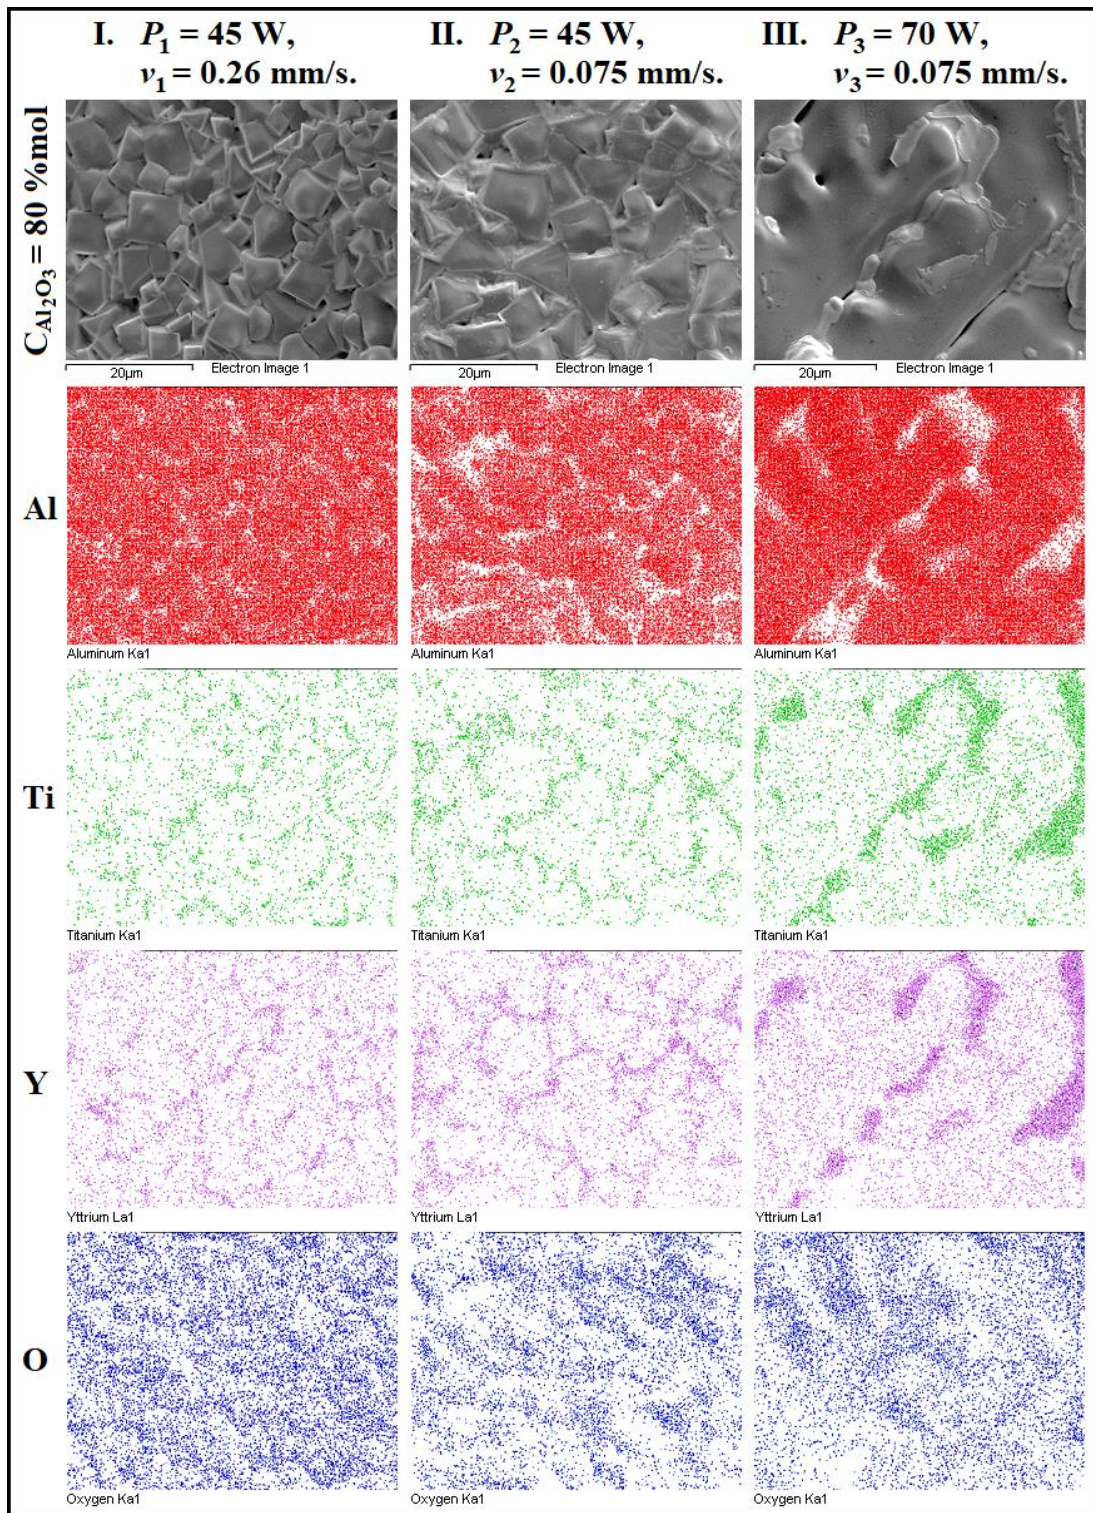 I. P₁ = 45 W,
v₁ = 0.26 mm/s.
II. P₂ = 45 W,
v₂ = 0.075 mm/s.
III. P₃ = 70 W,
v₃ = 0.075 mm/s.
C_Al₂O₃ = 80 %mol
20µm Electron Image 1
20µm Electron Image 1
20µm Electron Image 1
Al
Aluminum Ka1
Aluminum Ka1
Aluminum Ka1
Ti
Titanium Ka1
Titanium Ka1
Titanium Ka1
Y
Yttrium La1
Yttrium La1
Yttrium La1
O
Oxygen Ka1
Oxygen Ka1
Oxygen Ka1